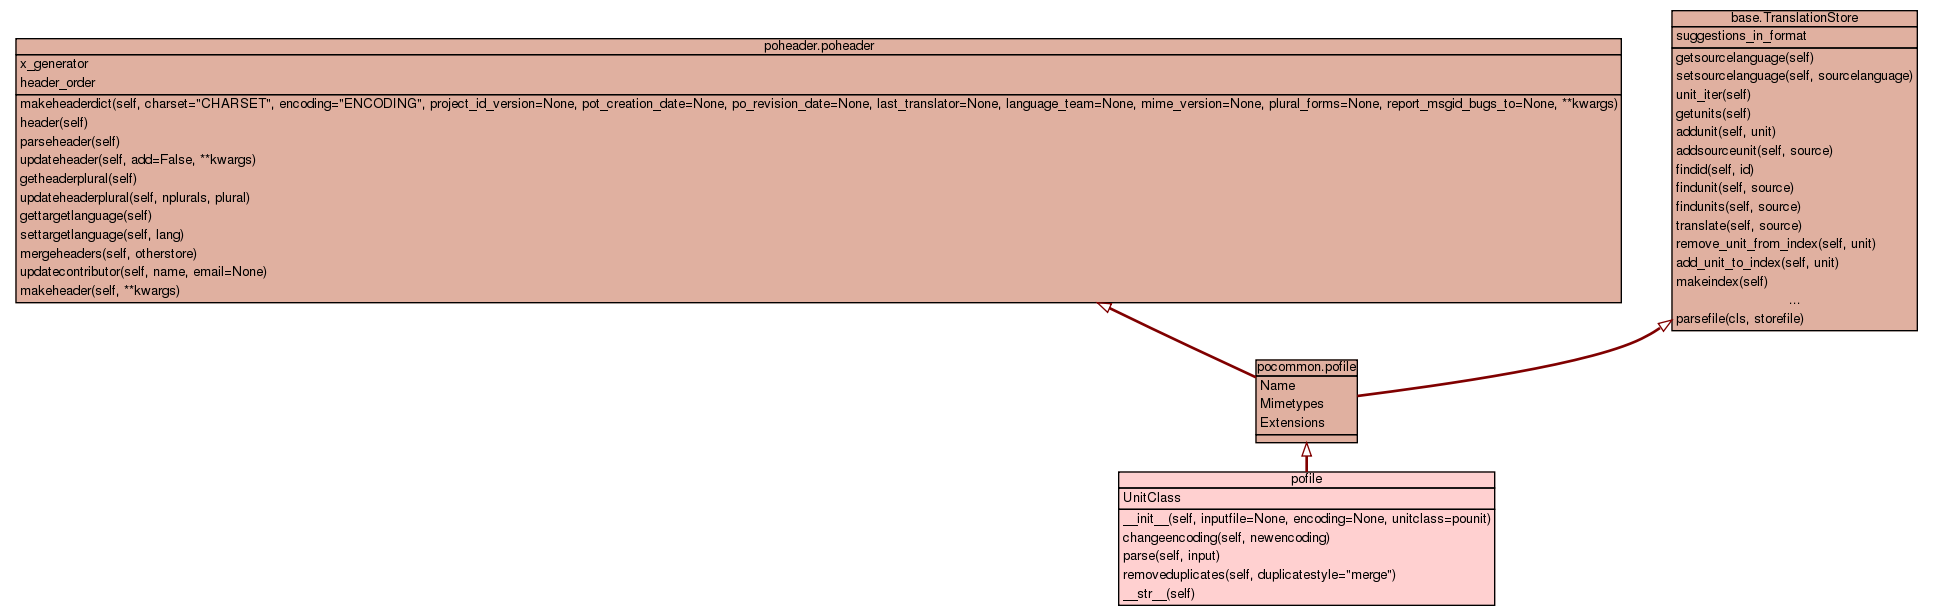 poheader.poheader
x_generator
header_order
makeheaderdict(self, charset="CHARSET", encoding="ENCODING", project_id_version=None, pot_creation_date=None, po_revision_date=None, last_translator=None, language_team=None, mime_version=None, plural_forms=None, report_msgid_bugs_to=None, **kwargs)
header(self)
parseheader(self)
updateheader(self, add=False, **kwargs)
getheaderplural(self)
updateheaderplural(self, nplurals, plural)
gettargetlanguage(self)
settargetlanguage(self, lang)
mergeheaders(self, otherstore)
updatecontributor(self, name, email=None)
makeheader(self, **kwargs)
base.TranslationStore
suggestions_in_format
getsourcelanguage(self)
setsourcelanguage(self, sourcelanguage)
unit_iter(self)
getunits(self)
addunit(self, unit)
addsourceunit(self, source)
findid(self, id)
findunit(self, source)
findunits(self, source)
translate(self, source)
remove_unit_from_index(self, unit)
add_unit_to_index(self, unit)
makeindex(self)
...
parsefile(cls, storefile)
pocommon.pofile
Name
Mimetypes
Extensions
pofile
UnitClass
__init__(self, inputfile=None, encoding=None, unitclass=pounit)
changeencoding(self, newencoding)
parse(self, input)
removeduplicates(self, duplicatestyle="merge")
__str__(self)